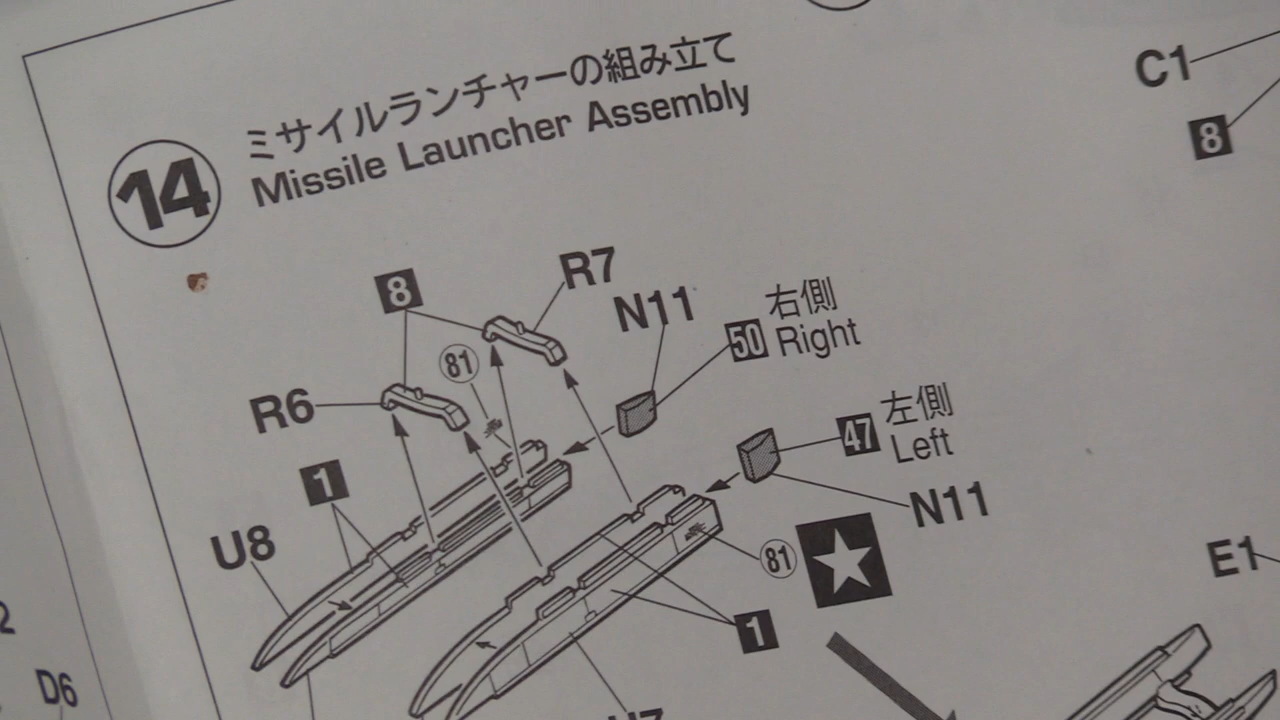 14
ミサイルランチャーの組み立て
Missile Launcher Assembly
C1
8
8
R7
N11
右側
50 Right
81
R6
左側
47 Left
1
N11
U8
81
1
E1
D6